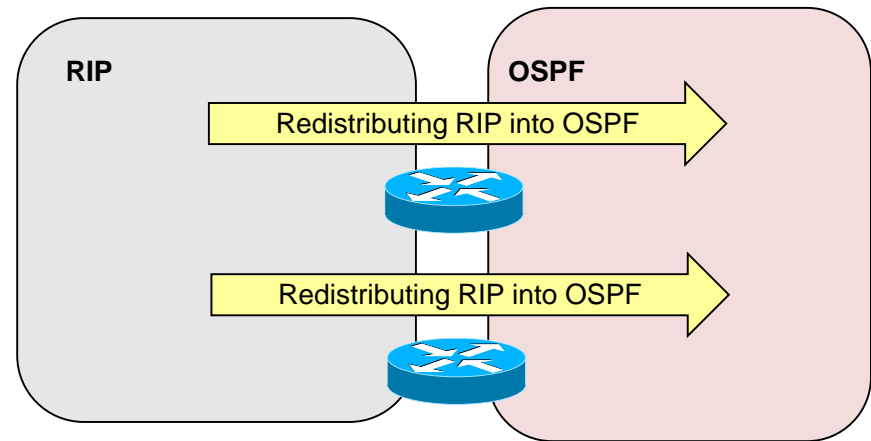 RIP
OSPF
Redistributing RIP into OSPF
Redistributing RIP into OSPF